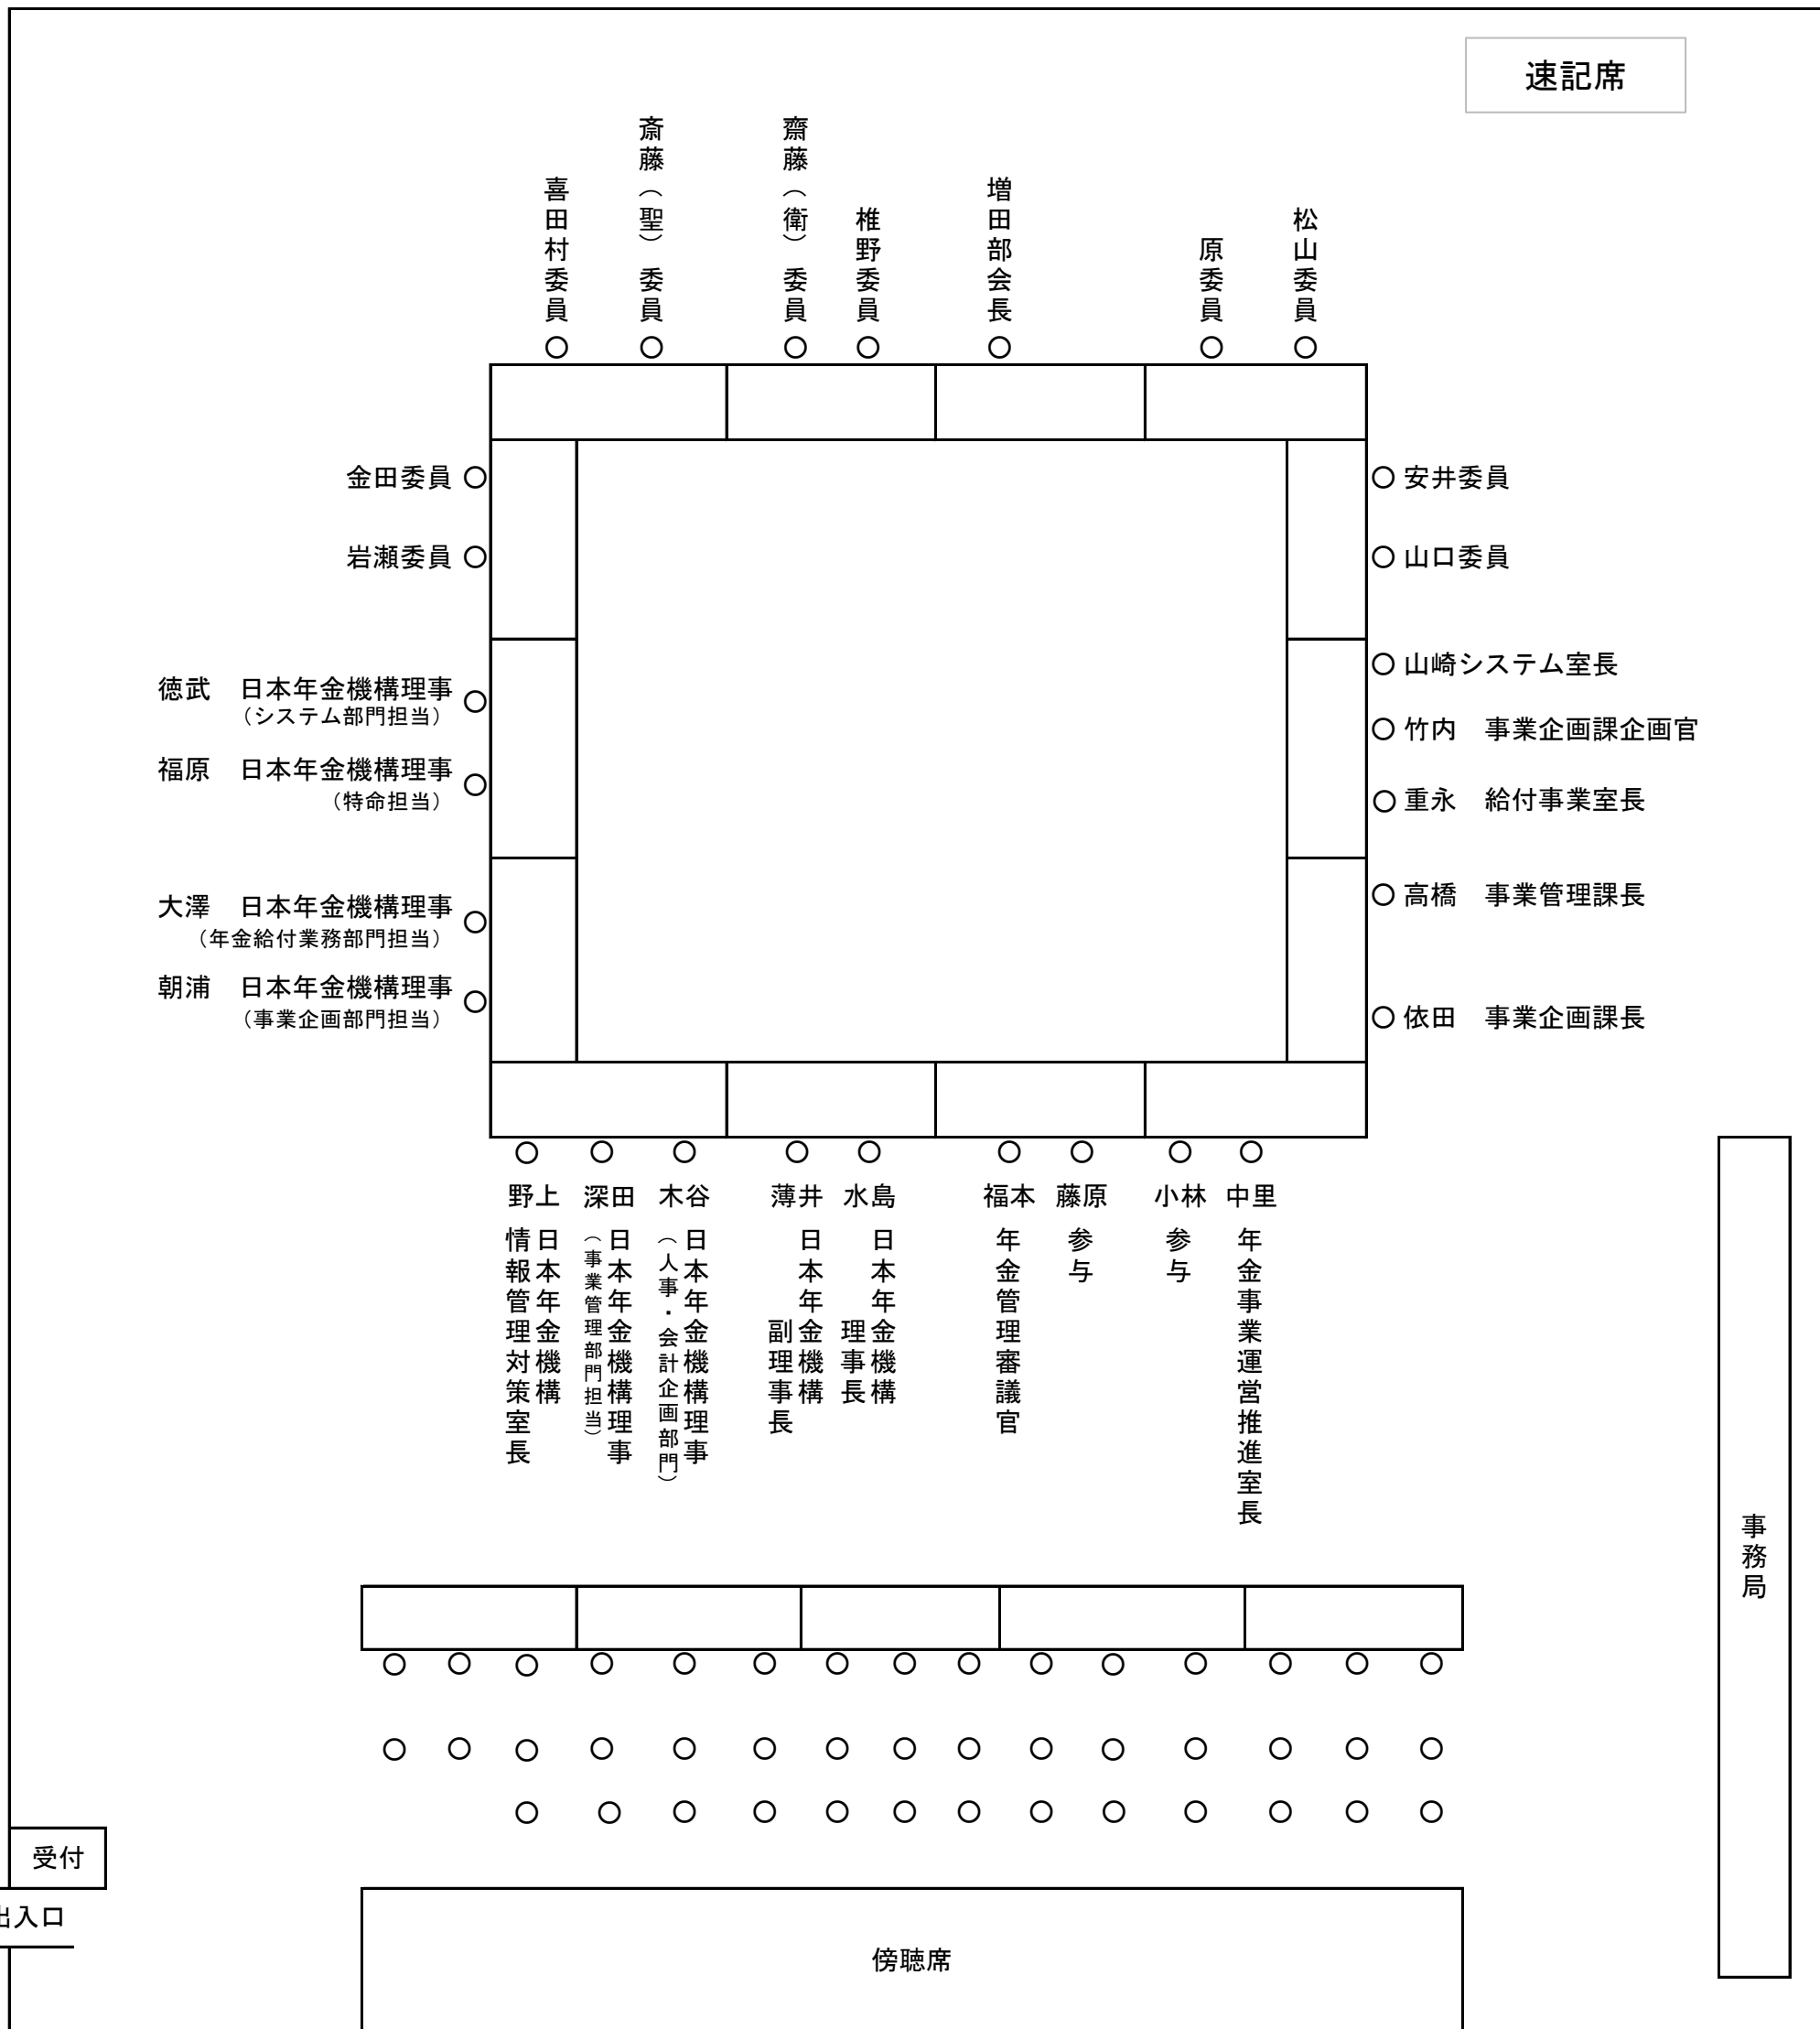 速記席
喜田村委員
斎藤（聖）委員
齋藤（衛）委員
椎野委員
増田部会長
原委員
松山委員
金田委員
岩瀬委員
徳武　日本年金機構理事
（システム部門担当）
福原　日本年金機構理事
（特命担当）
大澤　日本年金機構理事
（年金給付業務部門担当）
朝浦　日本年金機構理事
（事業企画部門担当）
安井委員
山口委員
山崎システム室長
竹内　事業企画課企画官
重永　給付事業室長
高橋　事業管理課長
依田　事業企画課長
野上
日本年金機構
情報管理対策室長
深田
日本年金機構理事
（事業管理部門担当）
木谷
日本年金機構理事
（人事・会計企画部門）
薄井
日本年金機構
副理事長
水島
日本年金機構
理事長
福本
年金管理審議官
藤原
参与
小林
参与
中里
年金事業運営推進室長
事務局
受付
出入口
傍聴席